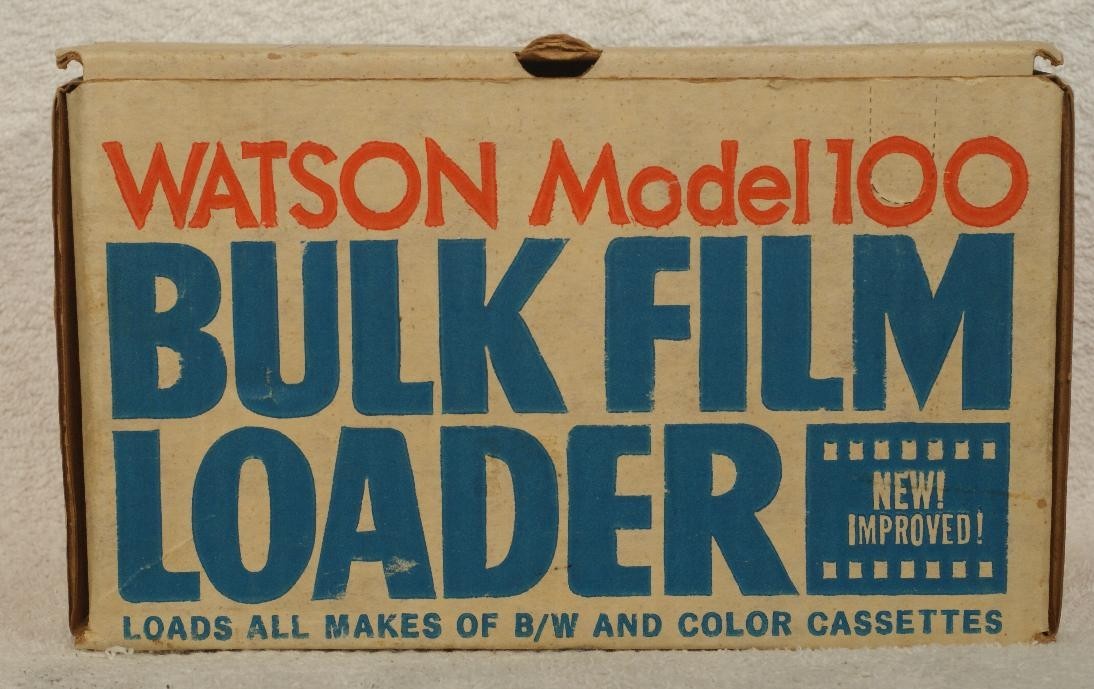 WATSON Model 100
BULK FILM
LOADER
NEW!
IMPROVED!
LOADS ALL MAKES OF B/W AND COLOR CASSETTES